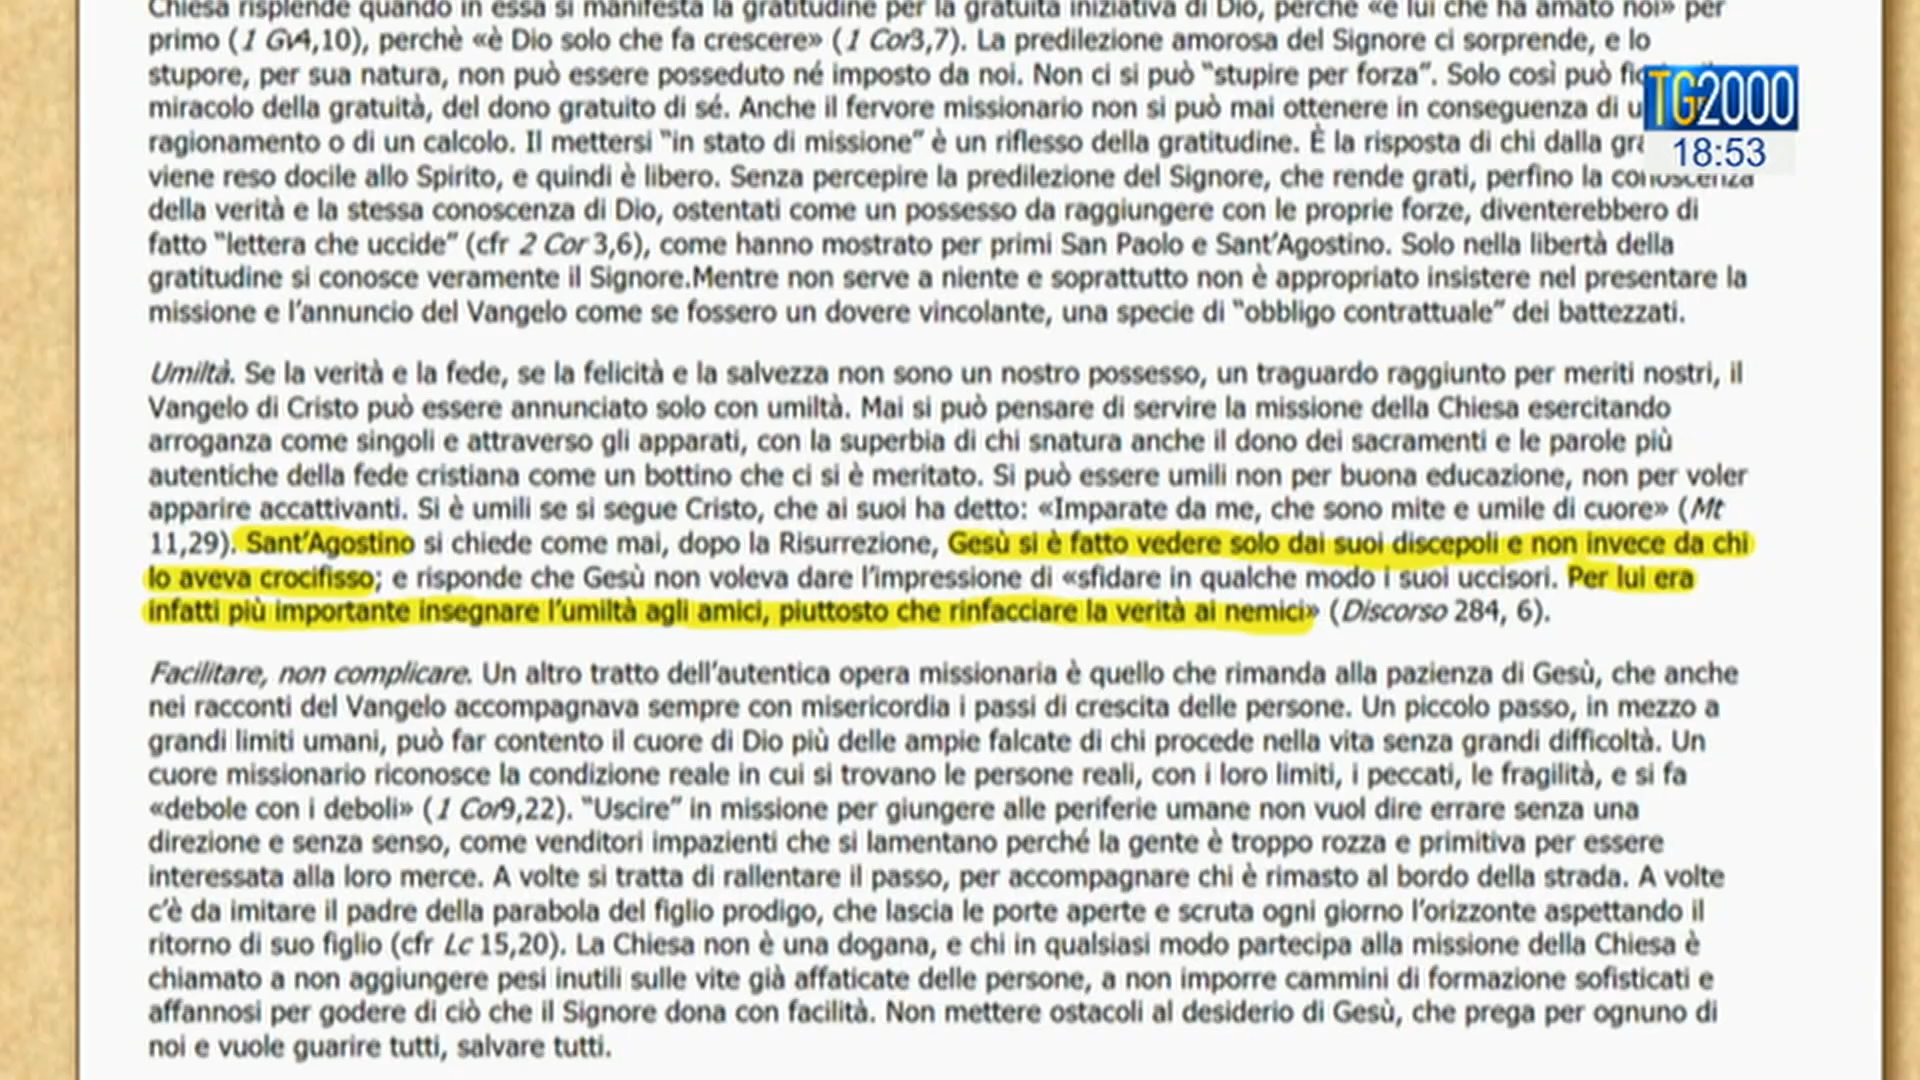 Chiesa risplende quando in essa si manifesta la gratitudine per la gratuita iniziativa di Dio, perché «è lui che ha amato noi» per
primo (1 Gv4,10), perchè «è Dio solo che fa crescere» (1 Cor3,7). La predilezione amorosa del Signore ci sorprende, e lo
stupore, per sua natura, non può essere posseduto né imposto da noi. Non ci si può “stupire per forza”. Solo così può
miracolo della gratuità, del dono gratuito di sé. Anche il fervore missionario non si può mai ottenere in conseguenza di
ragionamento o di un calcolo. Il mettersi “in stato di missione” è un riflesso della gratitudine. È la risposta di chi dalla
viene reso docile allo Spirito, e quindi è libero. Senza percepire la predilezione del Signore, che rende grati, perfino la conoscenza
della verità e la stessa conoscenza di Dio, ostentati come un possesso da raggiungere con le proprie forze, diventerebbero di
fatto “lettera che uccide” (cfr 2 Cor 3,6), come hanno mostrato per primi San Paolo e Sant’Agostino. Solo nella libertà della
gratitudine si conosce veramente il Signore.Mentre non serve a niente e soprattutto non è appropriato insistere nel presentare la
missione e l’annuncio del Vangelo come se fossero un dovere vincolante, una specie di “obbligo contrattuale” dei battezzati.
Umiltà. Se la verità e la fede, se la felicità e la salvezza non sono un nostro possesso, un traguardo raggiunto per meriti nostri, il
Vangelo di Cristo può essere annunciato solo con umiltà. Mai si può pensare di servire la missione della Chiesa esercitando
arroganza come singoli e attraverso gli apparati, con la superbia di chi snatura anche il dono dei sacramenti e le parole più
autentiche della fede cristiana come un bottino che ci si è meritato. Si può essere umili non per buona educazione, non per voler
apparire accattivanti. Si è umili se si segue Cristo, che ai suoi ha detto: «Imparate da me, che sono mite e umile di cuore» (Mt
11,29). Sant’Agostino si chiede come mai, dopo la Risurrezione, Gesù si è fatto vedere solo dai suoi discepoli e non invece da chi
lo aveva crocifisso; e risponde che Gesù non voleva dare l’impressione di «sfidare in qualche modo i suoi uccisori. Per lui era
infatti più importante insegnare l’umiltà agli amici, piuttosto che rinfacciare la verità ai nemici» (Discorso 284, 6).
Facilitare, non complicare. Un altro tratto dell’autentica opera missionaria è quello che rimanda alla pazienza di Gesù, che anche
nei racconti del Vangelo accompagnava sempre con misericordia i passi di crescita delle persone. Un piccolo passo, in mezzo a
grandi limiti umani, può far contento il cuore di Dio più delle ampie falcate di chi procede nella vita senza grandi difficoltà. Un
cuore missionario riconosce la condizione reale in cui si trovano le persone reali, con i loro limiti, i peccati, le fragilità, e si fa
«debole con i deboli» (1 Cor9,22). “Uscire” in missione per giungere alle periferie umane non vuol dire errare senza una
direzione e senza senso, come venditori impazienti che si lamentano perché la gente è troppo rozza e primitiva per essere
interessata alla loro merce. A volte si tratta di rallentare il passo, per accompagnare chi è rimasto al bordo della strada. A volte
c’è da imitare il padre della parabola del figlio prodigo, che lascia le porte aperte e scruta ogni giorno l’orizzonte aspettando il
ritorno di suo figlio (cfr Lc 15,20). La Chiesa non è una dogana, e chi in qualsiasi modo partecipa alla missione della Chiesa è
chiamato a non aggiungere pesi inutili sulle vite già affaticate delle persone, a non imporre cammini di formazione sofisticati e
affannosi per godere di ciò che il Signore dona con facilità. Non mettere ostacoli al desiderio di Gesù, che prega per ognuno di
noi e vuole guarire tutti, salvare tutti.
TG2000
18:53